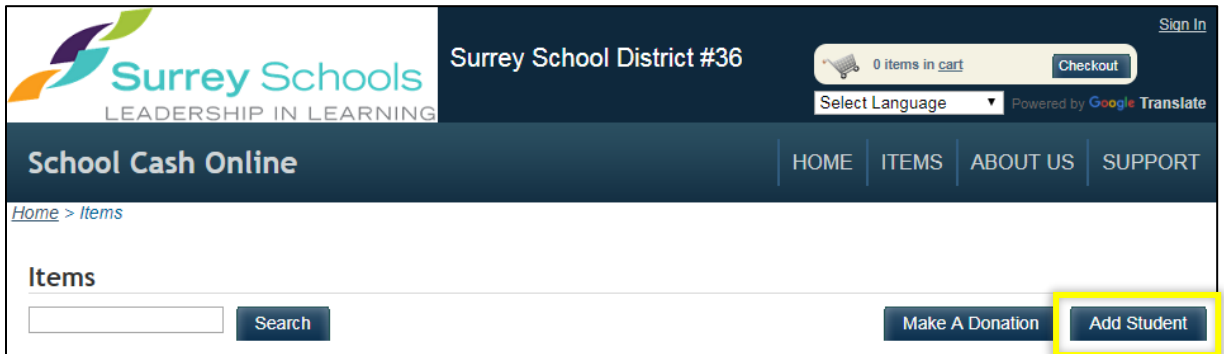 Surrey Schools
LEADERSHIP IN LEARNING
Surrey School District #36
Sign In
0 items in cart
Checkout
Select Language
Powered by Google Translate
School Cash Online
HOME ITEMS ABOUT US SUPPORT
Home > Items
Items
Search
Make A Donation
Add Student